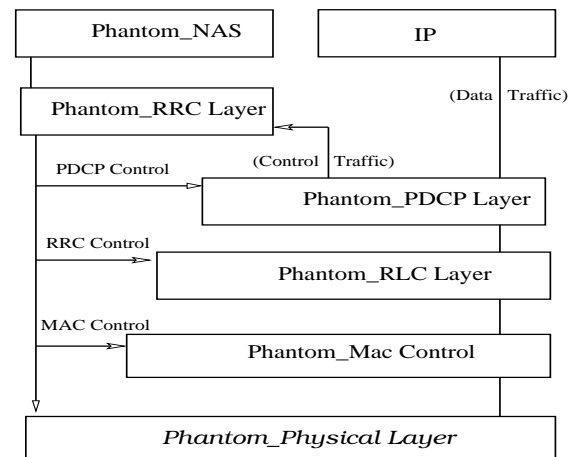 Phantom_NAS
IP
Phantom_RRC Layer
(Data Traffic)
(Control Traffic)
PDCP Control
Phantom_PDCP Layer
RRC Control
Phantom_RLC Layer
MAC Control
Phantom_Mac Control
Phantom_Physical Layer